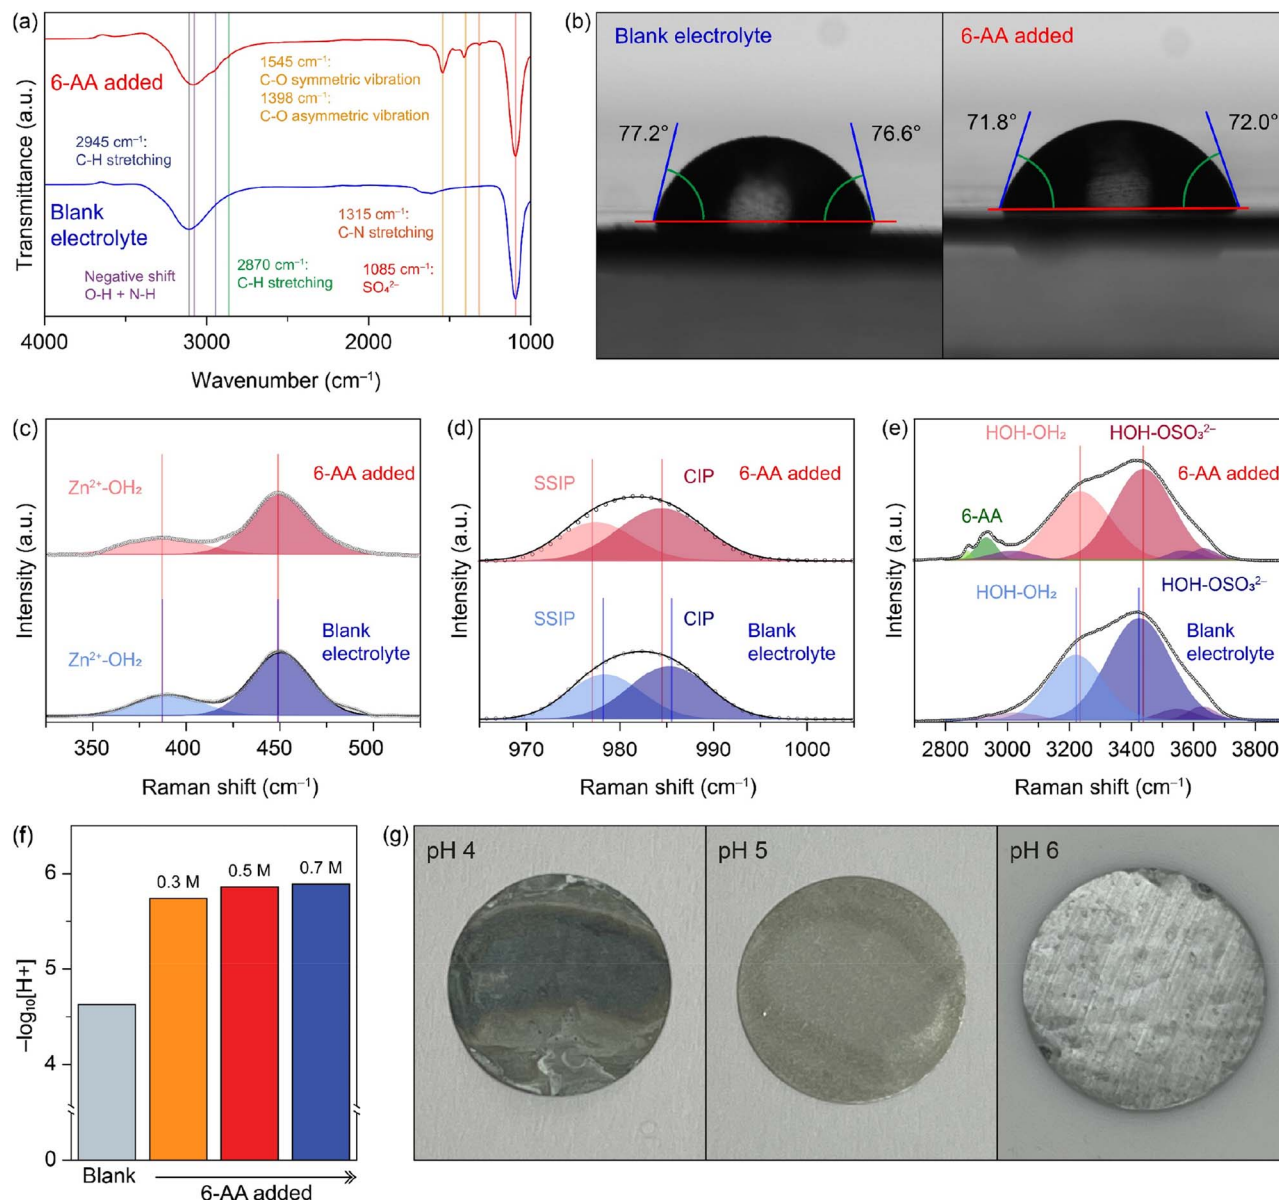 (a)
Transmittance (a.u.)
6-AA added
1545 cm⁻¹:
C-O symmetric vibration
1398 cm⁻¹:
C-O asymmetric vibration
2945 cm⁻¹:
C-H stretching
Blank
electrolyte
1315 cm⁻¹:
C-N stretching
Negative shift
O-H + N-H
2870 cm⁻¹:
C-H stretching
1085 cm⁻¹:
SO₄²⁻
4000 3000 2000 1000
Wavenumber (cm⁻¹)
(b)
Blank electrolyte
77.2°
76.6°
6-AA added
71.8°
72.0°
(c)
Intensity (a.u.)
Zn²⁺-OH₂
6-AA added
Zn²⁺-OH₂
Blank
electrolyte
350 400 450 500
Raman shift (cm⁻¹)
(d)
Intensity (a.u.)
SSIP
CIP
6-AA added
SSIP
CIP
Blank
electrolyte
970 980 990 1000
Raman shift (cm⁻¹)
(e)
Intensity (a.u.)
HOH-OH₂
HOH-OSO₃²⁻
6-AA added
6-AA
HOH-OH₂
HOH-OSO₃²⁻
Blank
electrolyte
2800 3000 3200 3400 3600 3800
Raman shift (cm⁻¹)
(f)
–log₁₀[H+]
6
5
4
0
0.3 M
0.5 M
0.7 M
Blank
6-AA added
(g)
pH 4
pH 5
pH 6